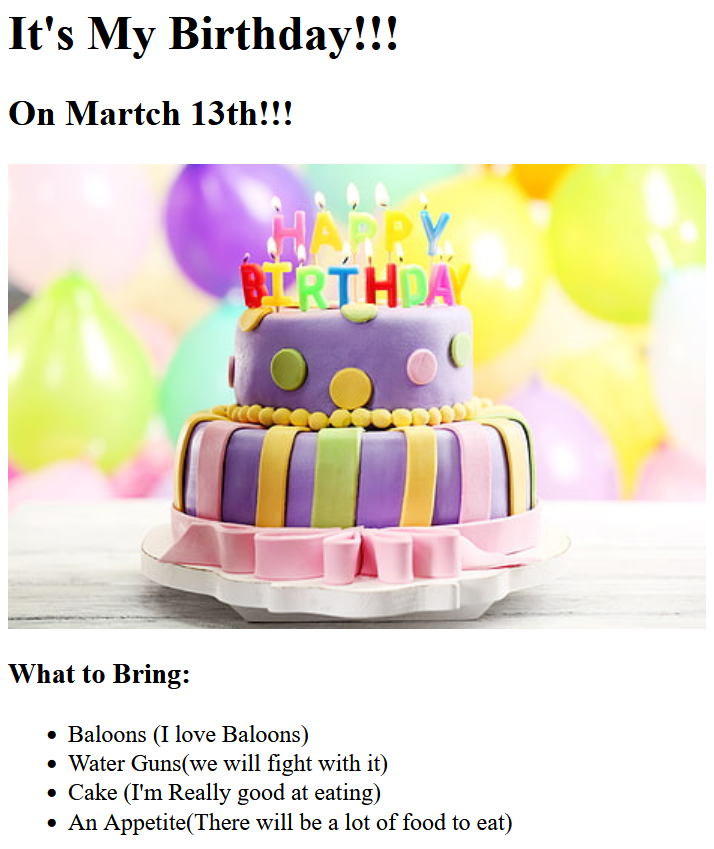 It's My Birthday!!!
On Martch 13th!!!
HAPPY
BIRTHDAY
What to Bring:
Baloons (I love Baloons)
Water Guns(we will fight with it)
Cake (I'm Really good at eating)
An Appetite(There will be a lot of food to eat)